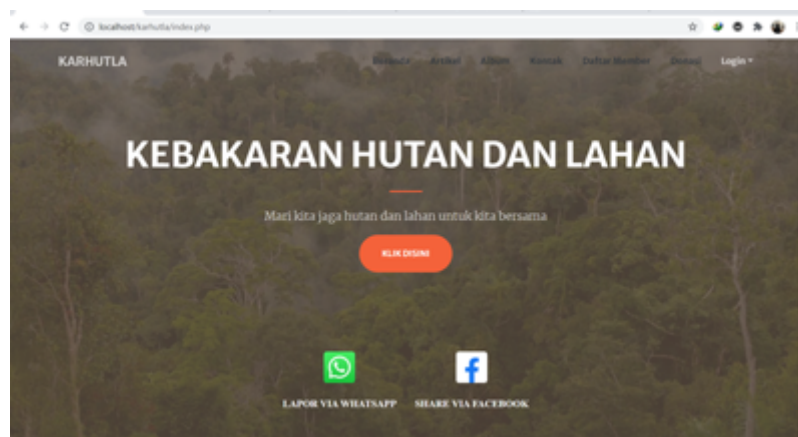 localhost/karhutla/index.php
KARHUTLA Beranda Artikel Album Kontak Daftar Member Donasi Login
KEBAKARAN HUTAN DAN LAHAN
Mari kita jaga hutan dan lahan untuk kita bersama
KLIK DISINI
LAPOR VIA WHATSAPP SHARE VIA FACEBOOK